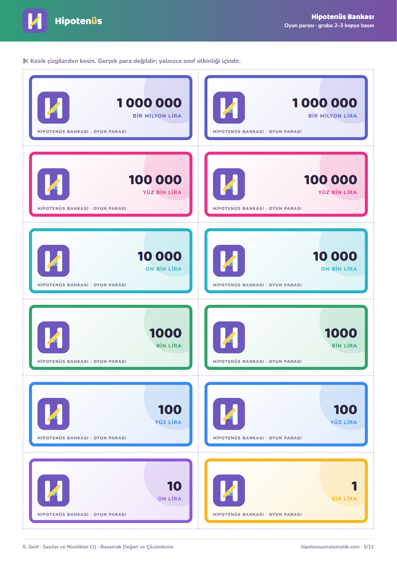 Hipotenüs
Hipotenüs Bankası
Oyun parası · gruba 2–3 kopya basın
✂ Kesik çizgilerden kesin. Gerçek para değildir; yalnızca sınıf etkinliği içindir.
1 000 000
BİR MİLYON LİRA
HİPOTENÜS BANKASI · OYUN PARASI
1 000 000
BİR MİLYON LİRA
HİPOTENÜS BANKASI · OYUN PARASI
100 000
YÜZ BİN LİRA
HİPOTENÜS BANKASI · OYUN PARASI
100 000
YÜZ BİN LİRA
HİPOTENÜS BANKASI · OYUN PARASI
10 000
ON BİN LİRA
HİPOTENÜS BANKASI · OYUN PARASI
10 000
ON BİN LİRA
HİPOTENÜS BANKASI · OYUN PARASI
1000
BİN LİRA
HİPOTENÜS BANKASI · OYUN PARASI
1000
BİN LİRA
HİPOTENÜS BANKASI · OYUN PARASI
100
YÜZ LİRA
HİPOTENÜS BANKASI · OYUN PARASI
100
YÜZ LİRA
HİPOTENÜS BANKASI · OYUN PARASI
10
ON LİRA
HİPOTENÜS BANKASI · OYUN PARASI
1
BİR LİRA
HİPOTENÜS BANKASI · OYUN PARASI
5. Sınıf · Sayılar ve Nicelikler (1) · Basamak Değeri ve Çözümleme
hipotenusmatematik.com · 3/11